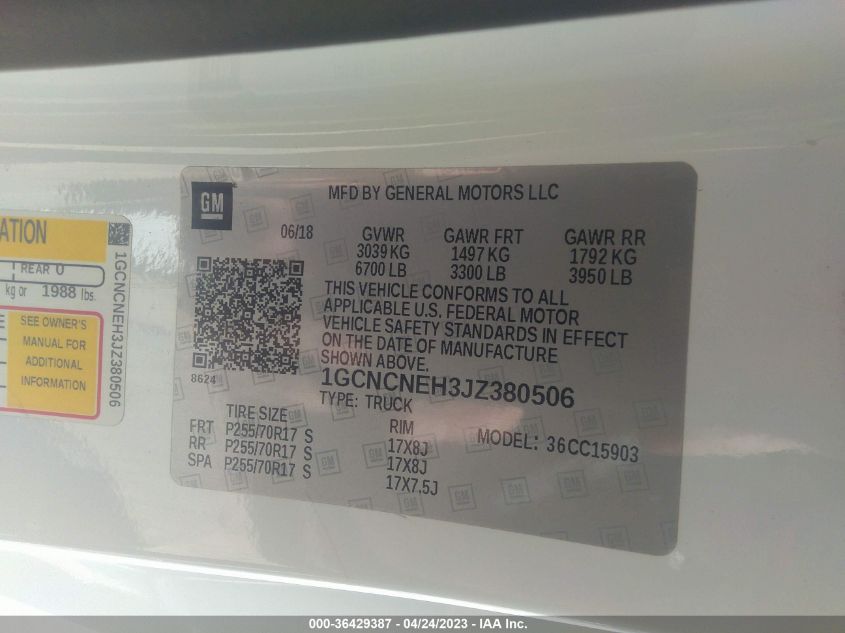 ATION
REAR 0
kg or 1988 lbs.
SEE OWNER'S
MANUAL FOR
ADDITIONAL
INFORMATION
1GCNCNEH3JZ380506
GM
MFD BY GENERAL MOTORS LLC
06/18 GVWR GAWR FRT GAWR RR
3039 KG 1497 KG 1792 KG
6700 LB 3300 LB 3950 LB
THIS VEHICLE CONFORMS TO ALL
APPLICABLE U.S. FEDERAL MOTOR
VEHICLE SAFETY STANDARDS IN EFFECT
ON THE DATE OF MANUFACTURE
SHOWN ABOVE.
8624
1GCNCNEH3JZ380506
TYPE: TRUCK
TIRE SIZE RIM MODEL: 36CC15903
FRT P255/70R17 S 17X8J
RR P255/70R17 S 17X8J
SPA P255/70R17 S 17X7.5J
000-36429387 - 04/24/2023 - IAA Inc.